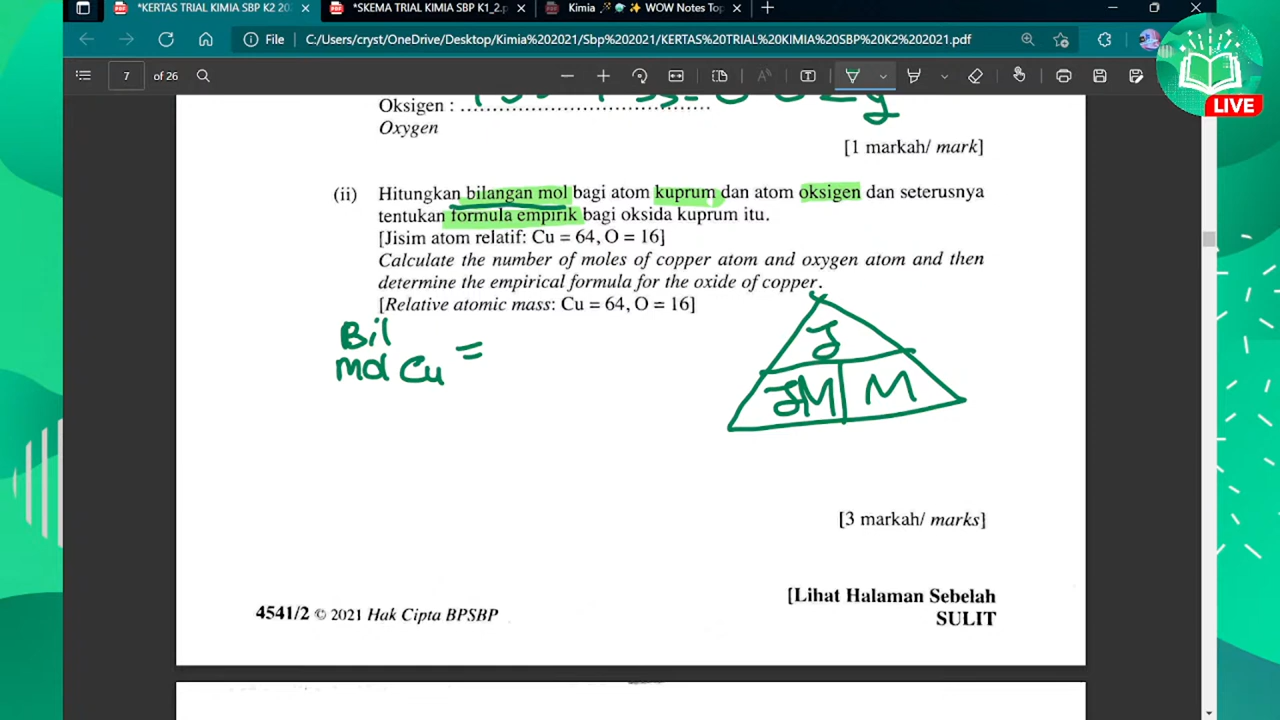 *KERTAS TRIAL KIMIA SBP K2 202
*SKEMA TRIAL KIMIA SBP K1_2.p
Kimia WOW Notes Top
File C:/Users/cryst/OneDrive/Desktop/Kimia%202021/Sbp%202021/KERTAS%20TRIAL%20KIMIA%20SBP%20K2%202021.pdf
LIVE
7 of 26
Oksigen :
Oxygen
[1 markah/ mark]
(ii) Hitungkan bilangan mol bagi atom kuprum dan atom oksigen dan seterusnya
tentukan formula empirik bagi oksida kuprum itu.
[Jisim atom relatif: Cu = 64, O = 16]
Calculate the number of moles of copper atom and oxygen atom and then
determine the empirical formula for the oxide of copper.
[Relative atomic mass: Cu = 64, O = 16]
Bil
mol Cu =
J
JM M
[3 markah/ marks]
[Lihat Halaman Sebelah
4541/2 © 2021 Hak Cipta BPSBP
SULIT